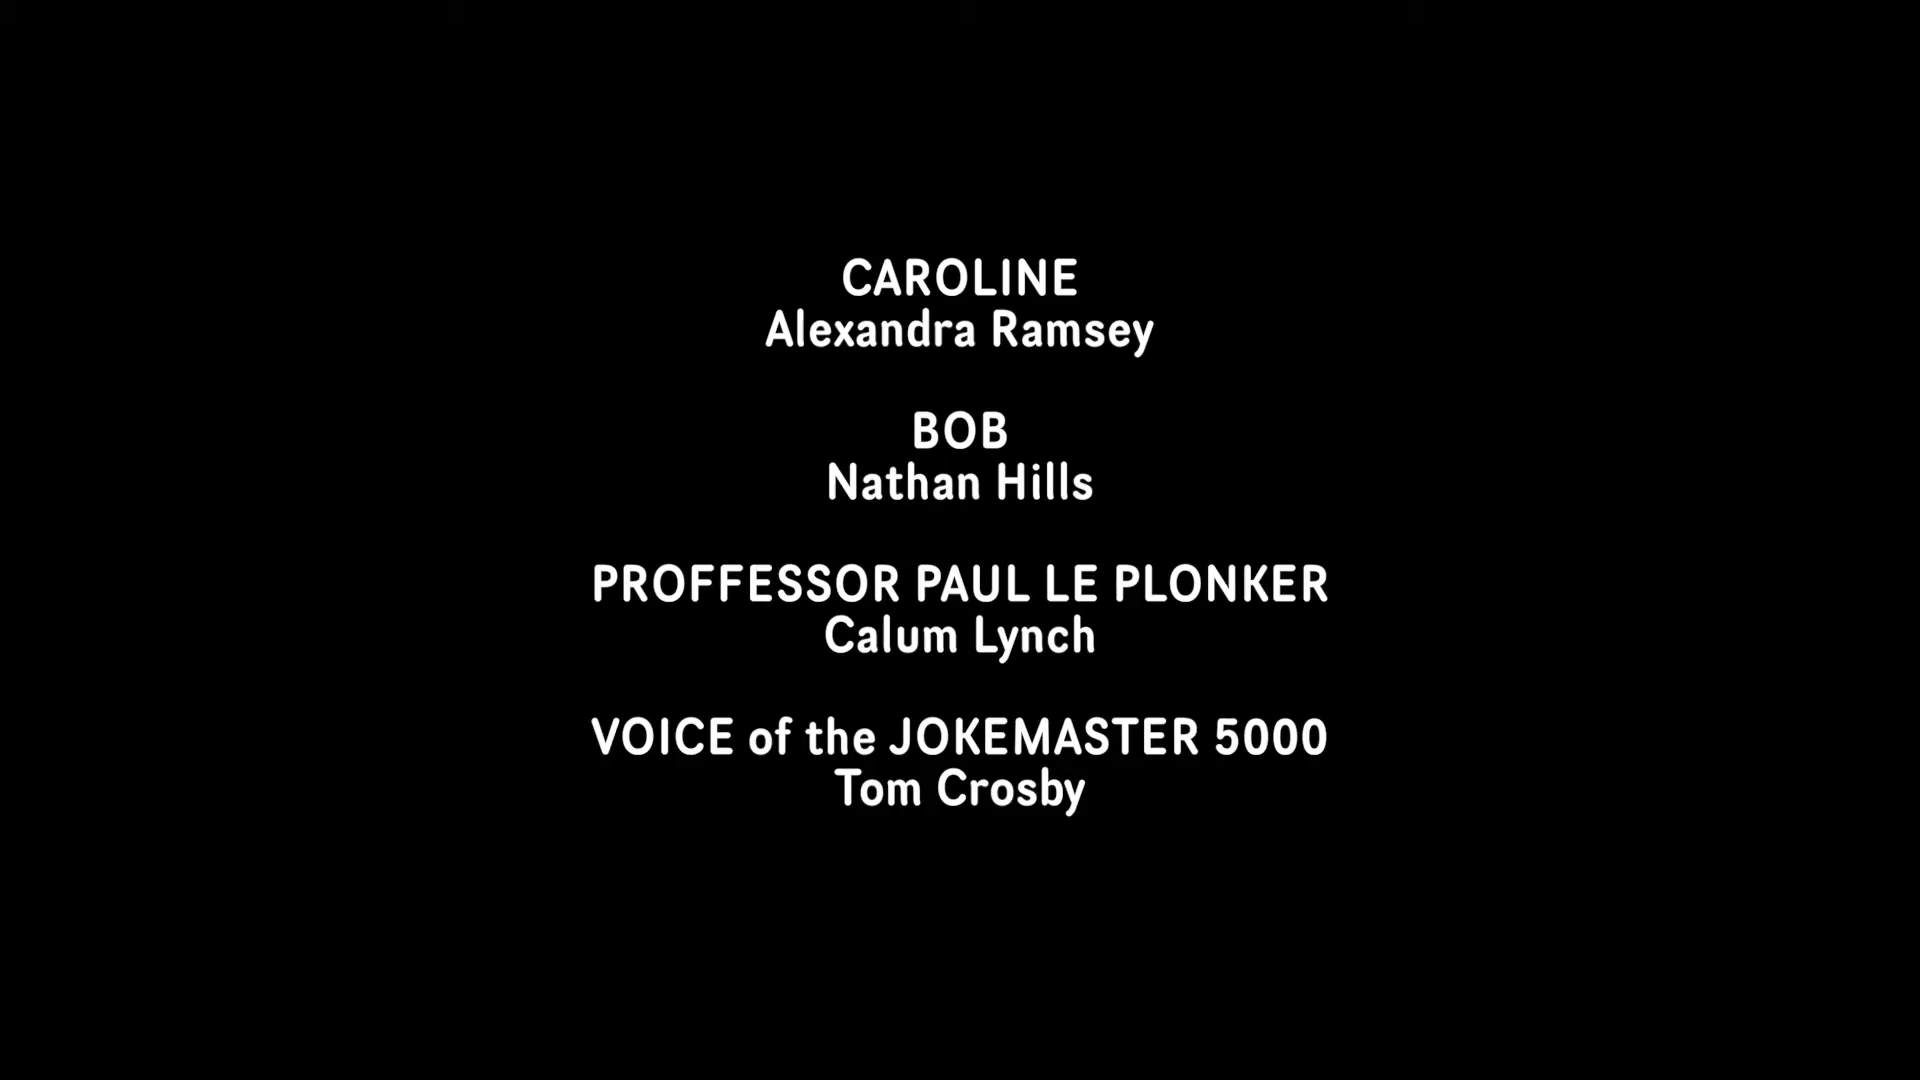 CAROLINE
Alexandra Ramsey
BOB
Nathan Hills
PROFFESSOR PAUL LE PLONKER
Calum Lynch
VOICE of the JOKEMASTER 5000
Tom Crosby